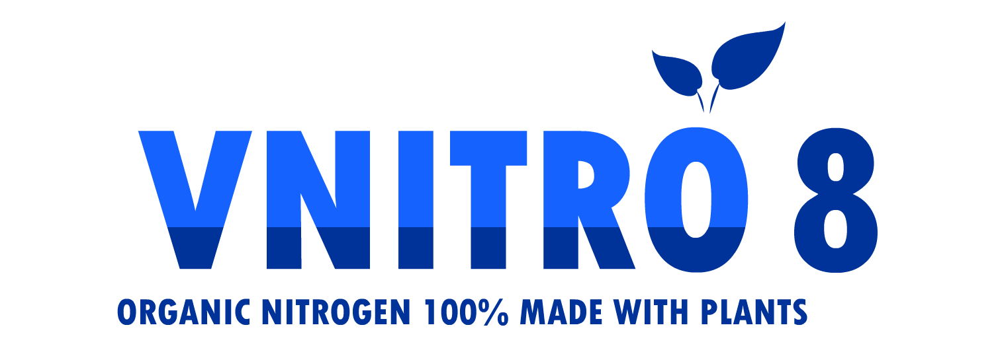 VNITRO 8
ORGANIC NITROGEN 100% MADE WITH PLANTS